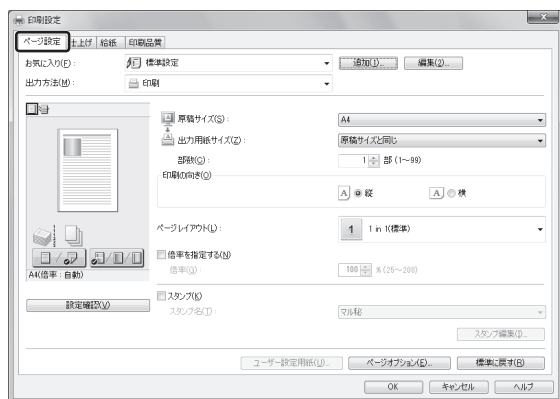 印刷設定
ページ設定 仕上げ 給紙 印刷品質
お気に入り(F): 標準設定 追加(1)... 編集(2)...
出力方法(M): 印刷
原稿サイズ(S): A4
出力用紙サイズ(Z): 原稿サイズと同じ
部数(C): 1 部 (1~99)
印刷の向き(O)
A 縦 A 横
ページレイアウト(L): 1 1 in 1(標準)
倍率を指定する(N)
倍率(Q): 100 % (25~200)
A4(倍率:自動)
設定確認(V)
スタンプ(K)
スタンプ名(T): マル秘
スタンプ編集(I)...
ユーザー設定用紙(U)... ページオプション(E)... 標準に戻す(R)
OK キャンセル ヘルプ